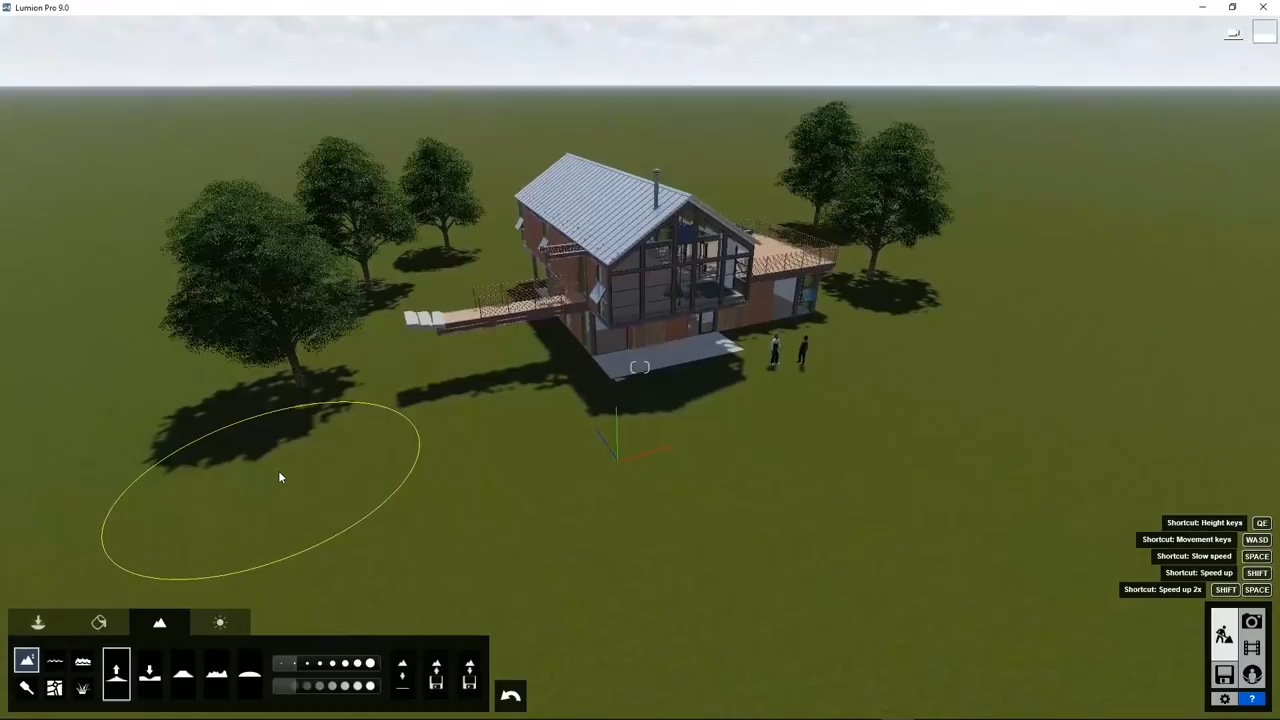 Lumion Pro 9.0
Shortcut: Height keys QE
Shortcut: Movement keys WASD
Shortcut: Slow speed SPACE
Shortcut: Speed up SHIFT
Shortcut: Speed up 2x SHIFT SPACE
?